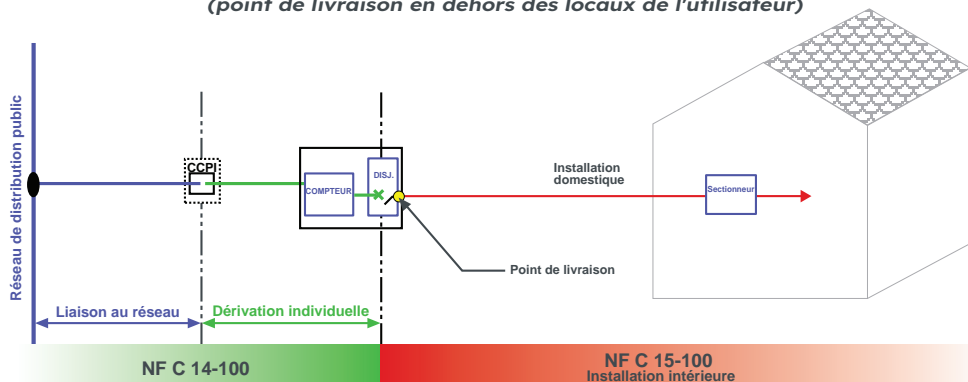 (point de livraison en dehors des locaux de l'utilisateur)
Réseau de distribution public
CCPI
COMPTEUR
DISJ.
Installation
domestique
Sectionneur
Point de livraison
Liaison au réseau
Dérivation individuelle
NF C 14-100
NF C 15-100
Installation intérieure